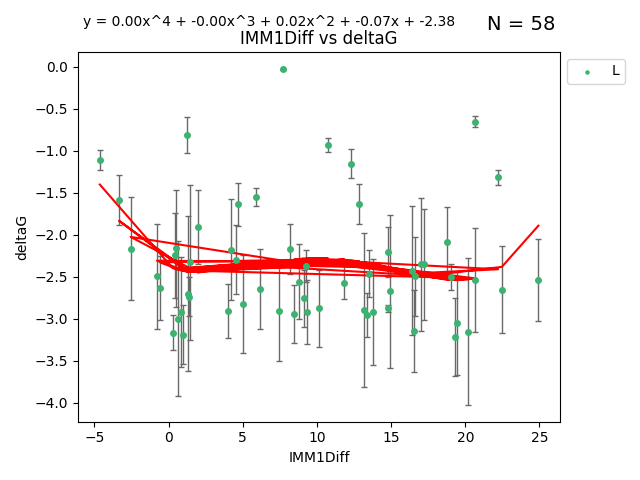 y = 0.00x^4 + -0.00x^3 + 0.02x^2 + -0.07x + -2.38
N = 58
IMM1Diff vs deltaG
L
0.0
−0.5
−1.0
−1.5
−2.0
−2.5
−3.0
−3.5
−4.0
deltaG
−5
0
5
10
15
20
25
IMM1Diff